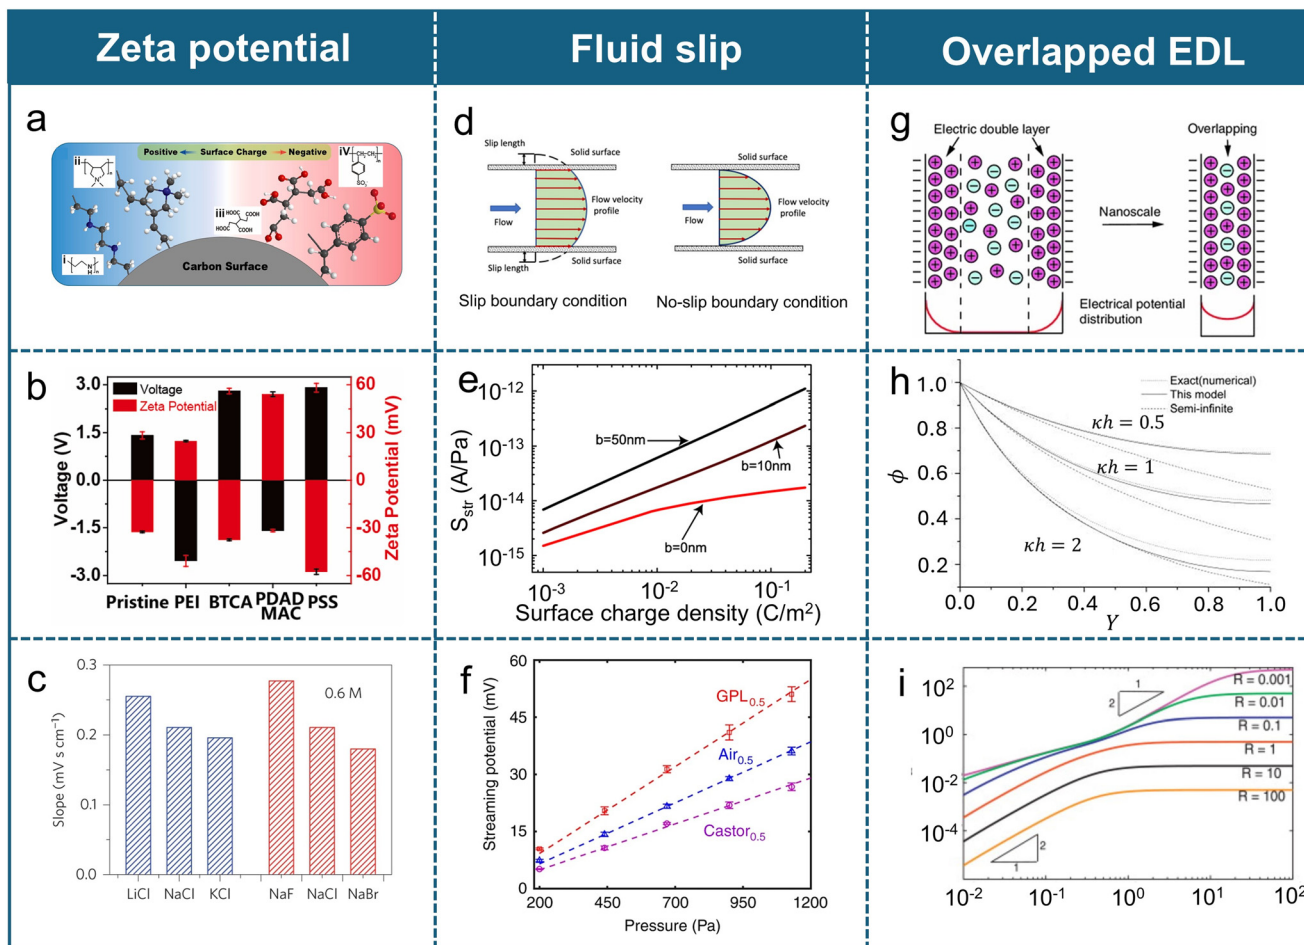 Zeta potential
Fluid slip
Overlapped EDL
a
ii
Positive
Surface Charge
Negative
iV
iii
HOOC
COOH
HOOC
COOH
SO₂⁻
i
N
H
n
Carbon Surface
d
Slip length
Solid surface
Solid surface
Flow
Flow velocity
profile
Flow
Flow velocity
profile
Slip length
Solid surface
Solid surface
Slip boundary condition
No-slip boundary condition
g
Electric double layer
Overlapping
Nanoscale
Electrical potential
distribution
b
Voltage
Zeta Potential
3.0
1.5
0.0
-1.5
-3.0
Voltage (V)
60
30
0
-30
-60
Zeta Potential (mV)
Pristine PEI BTCA PDAD MAC PSS
e
10⁻¹²
10⁻¹³
10⁻¹⁴
10⁻¹⁵
S_str (A/Pa)
b=50nm
b=10nm
b=0nm
10⁻³ 10⁻² 10⁻¹
Surface charge density (C/m²)
h
1.0
0.8
0.6
0.4
0.2
ϕ
Exact(numerical)
This model
Semi-infinite
κh = 0.5
κh = 1
κh = 2
0.0 0.2 0.4 0.6 0.8 1.0
Y
c
0.3
0.2
0.1
0.0
Slope (mV s cm⁻¹)
0.6 M
LiCl NaCl KCl NaF NaCl NaBr
f
60
45
30
15
0
Streaming potential (mV)
GPL₀.₅
Air₀.₅
Castor₀.₅
200 450 700 950 1200
Pressure (Pa)
i
10²
10⁰
10⁻²
10⁻⁴
1
2
R = 0.001
R = 0.01
R = 0.1
R = 1
R = 10
R = 100
2
1
10⁻² 10⁻¹ 10⁰ 10¹ 10²